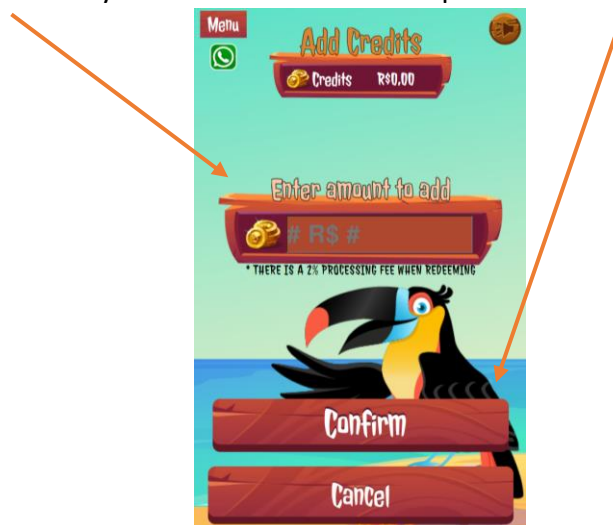 Menu
Add Credits
Credits R$0.00
Enter amount to add
# R$ #
* THERE IS A 2% PROCESSING FEE WHEN REDEEMING
Confirm
Cancel